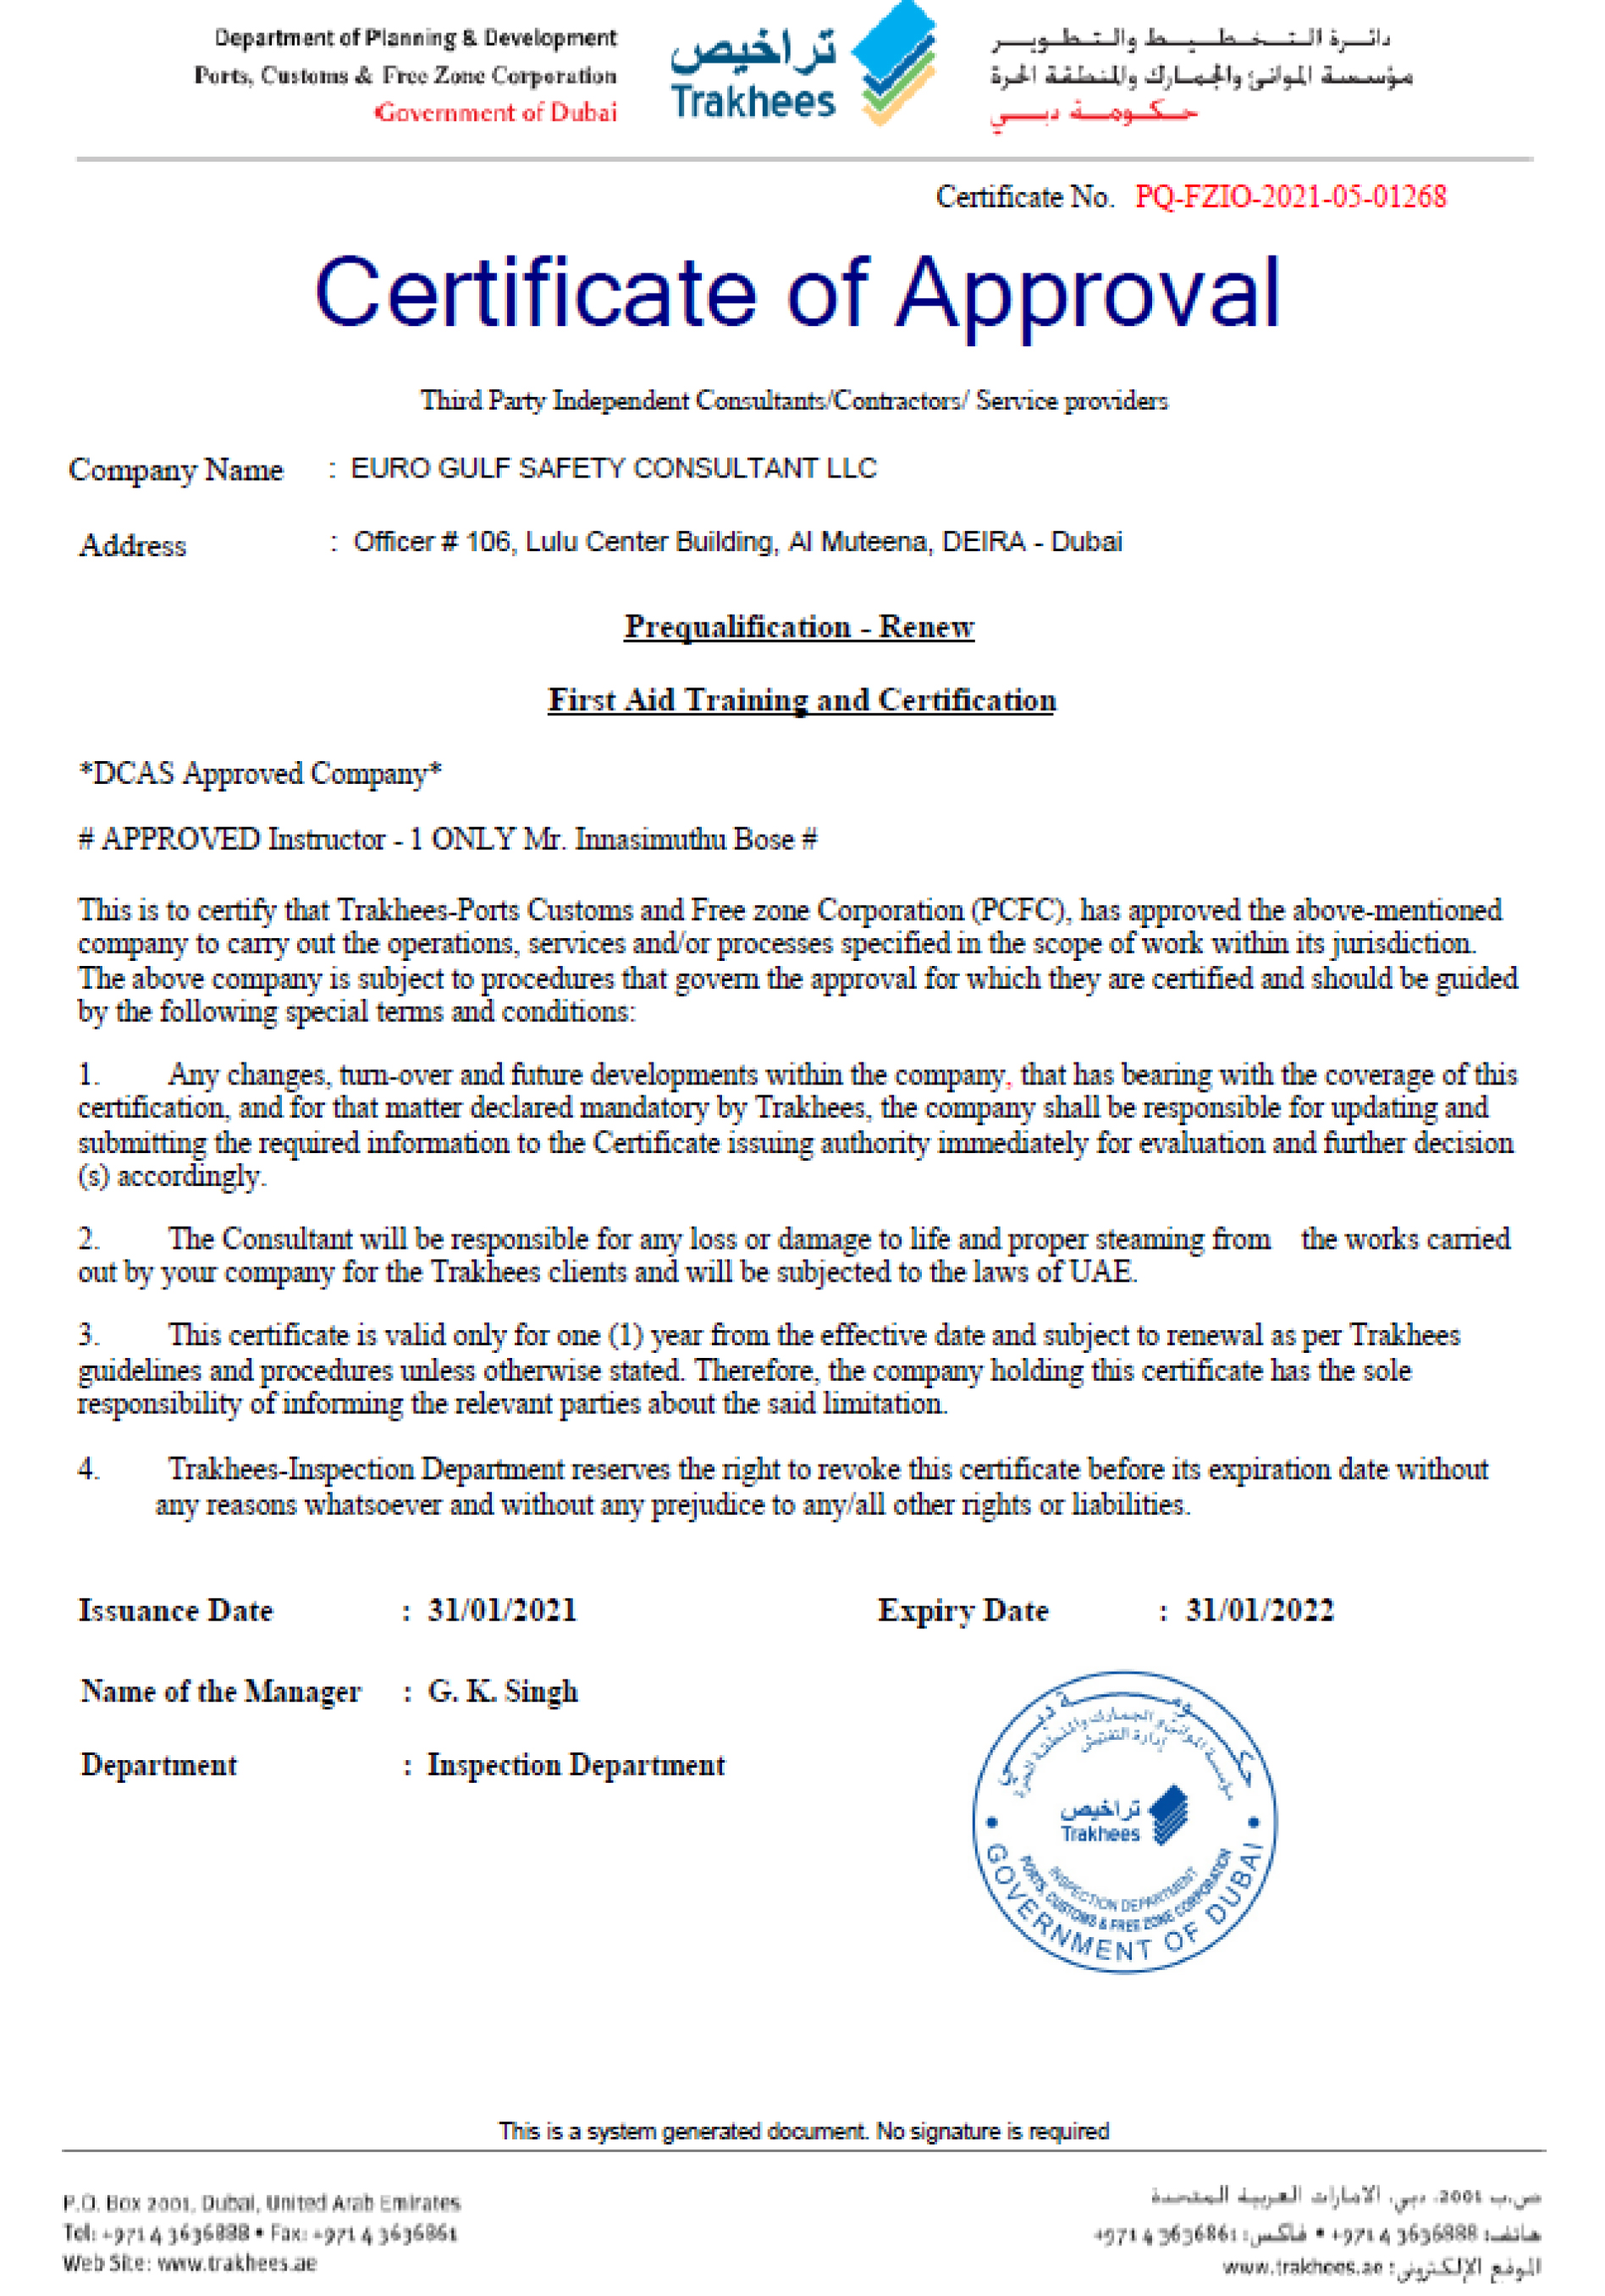 Department of Planning & Development
Ports, Customs & Free Zone Corporation
Government of Dubai
تراخيص
Trakhees
دائرة التخطيط والتطوير
مؤسسة الموانئ والجمارك والمنطقة الحرة
حكومة دبي
Certificate No. PQ-FZIO-2021-05-01268
Certificate of Approval
Third Party Independent Consultants/Contractors/ Service providers
Company Name : EURO GULF SAFETY CONSULTANT LLC
Address : Officer # 106, Lulu Center Building, Al Muteena, DEIRA - Dubai
Prequalification - Renew
First Aid Training and Certification
*DCAS Approved Company*
# APPROVED Instructor - 1 ONLY Mr. Innasimuthu Bose #
This is to certify that Trakhees-Ports Customs and Free zone Corporation (PCFC), has approved the above-mentioned
company to carry out the operations, services and/or processes specified in the scope of work within its jurisdiction.
The above company is subject to procedures that govern the approval for which they are certified and should be guided
by the following special terms and conditions:
1. Any changes, turn-over and future developments within the company, that has bearing with the coverage of this
certification, and for that matter declared mandatory by Trakhees, the company shall be responsible for updating and
submitting the required information to the Certificate issuing authority immediately for evaluation and further decision
(s) accordingly.
2. The Consultant will be responsible for any loss or damage to life and proper steaming from the works carried
out by your company for the Trakhees clients and will be subjected to the laws of UAE.
3. This certificate is valid only for one (1) year from the effective date and subject to renewal as per Trakhees
guidelines and procedures unless otherwise stated. Therefore, the company holding this certificate has the sole
responsibility of informing the relevant parties about the said limitation.
4. Trakhees-Inspection Department reserves the right to revoke this certificate before its expiration date without
any reasons whatsoever and without any prejudice to any/all other rights or liabilities.
Issuance Date : 31/01/2021 Expiry Date : 31/01/2022
Name of the Manager : G. K. Singh
Department : Inspection Department
حكومة دبي
مؤسسة الموانئ و الجمارك والمنطقة الحرة
إدارة التفتيش
تراخيص
Trakhees
INSPECTION DEPARTMENT
PORTS, CUSTOMS & FREE ZONE CORPORATION
GOVERNMENT OF DUBAI
This is a system generated document. No signature is required
P.O. Box 2001, Dubai, United Arab Emirates
Tel: +971 4 3636888 • Fax: +971 4 3636861
Web Site: www.trakhees.ae
ص.ب 2001، دبي، الامارات العربية المتحدة
هاتف: 3636888 4 971+ • فاكس: 3636861 4 971+
الموقع الإلكتروني: www.trakhees.ae